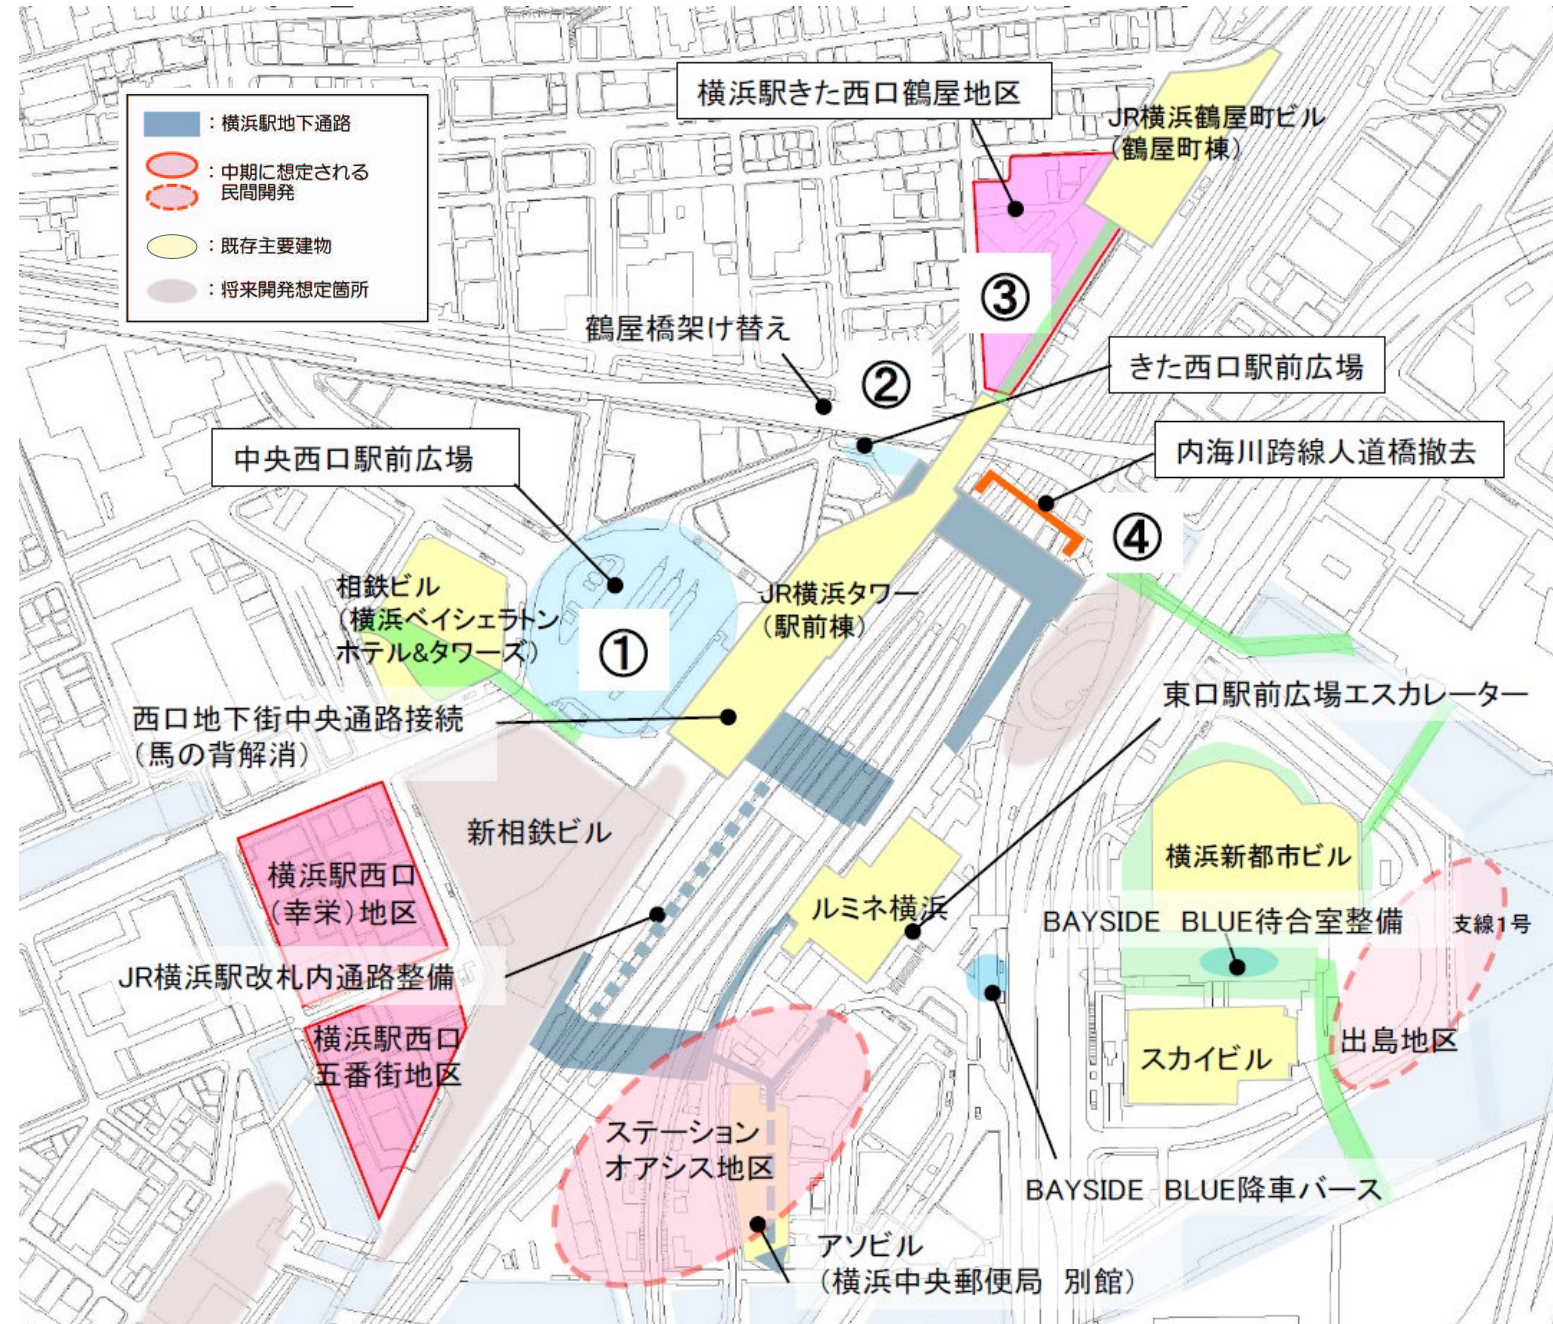 横浜駅きた西口鶴屋地区
JR横浜鶴屋町ビル
（鶴屋町棟）
：横浜駅地下通路
：中期に想定される
民間開発
：既存主要建物
：将来開発想定箇所
③
鶴屋橋架け替え
②
きた西口駅前広場
中央西口駅前広場
内海川跨線人道橋撤去
④
相鉄ビル
（横浜ベイシェラトン
ホテル&タワーズ）
①
JR横浜タワー
（駅前棟）
西口地下街中央通路接続
（馬の背解消）
東口駅前広場エスカレーター
新相鉄ビル
横浜駅西口
（幸栄）地区
ルミネ横浜
横浜新都市ビル
BAYSIDE BLUE待合室整備
支線1号
JR横浜駅改札内通路整備
横浜駅西口
五番街地区
スカイビル
出島地区
ステーション
オアシス地区
BAYSIDE BLUE降車バース
アソビル
（横浜中央郵便局 別館）